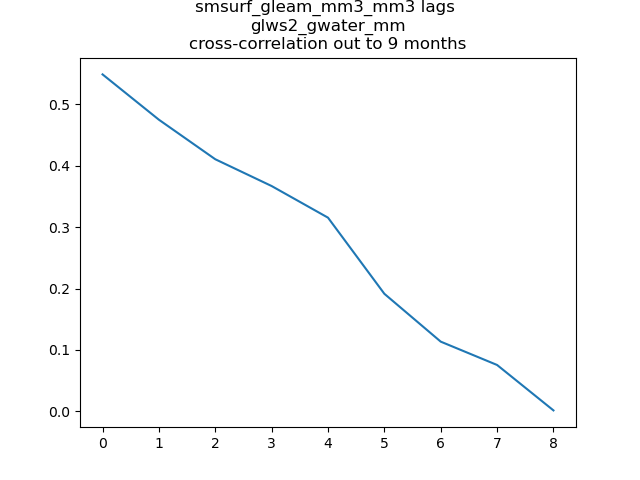 smsurf_gleam_mm3_mm3 lags
glws2_gwater_mm
cross-correlation out to 9 months
0.5
0.4
0.3
0.2
0.1
0.0
0 1 2 3 4 5 6 7 8